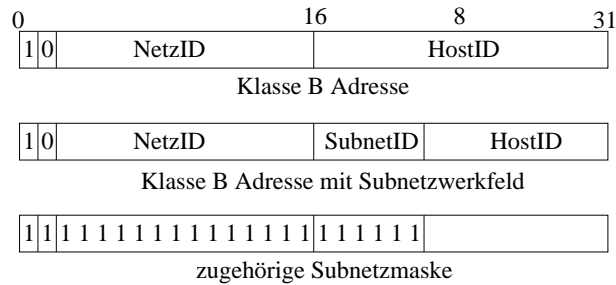 0 16 8 31
1 0 NetzID HostID
Klasse B Adresse
1 0 NetzID SubnetID HostID
Klasse B Adresse mit Subnetzwerkfeld
1 1 1 1 1 1 1 1 1 1 1 1 1 1 1 1 1 1 1 1 1 1
zugehörige Subnetzmaske